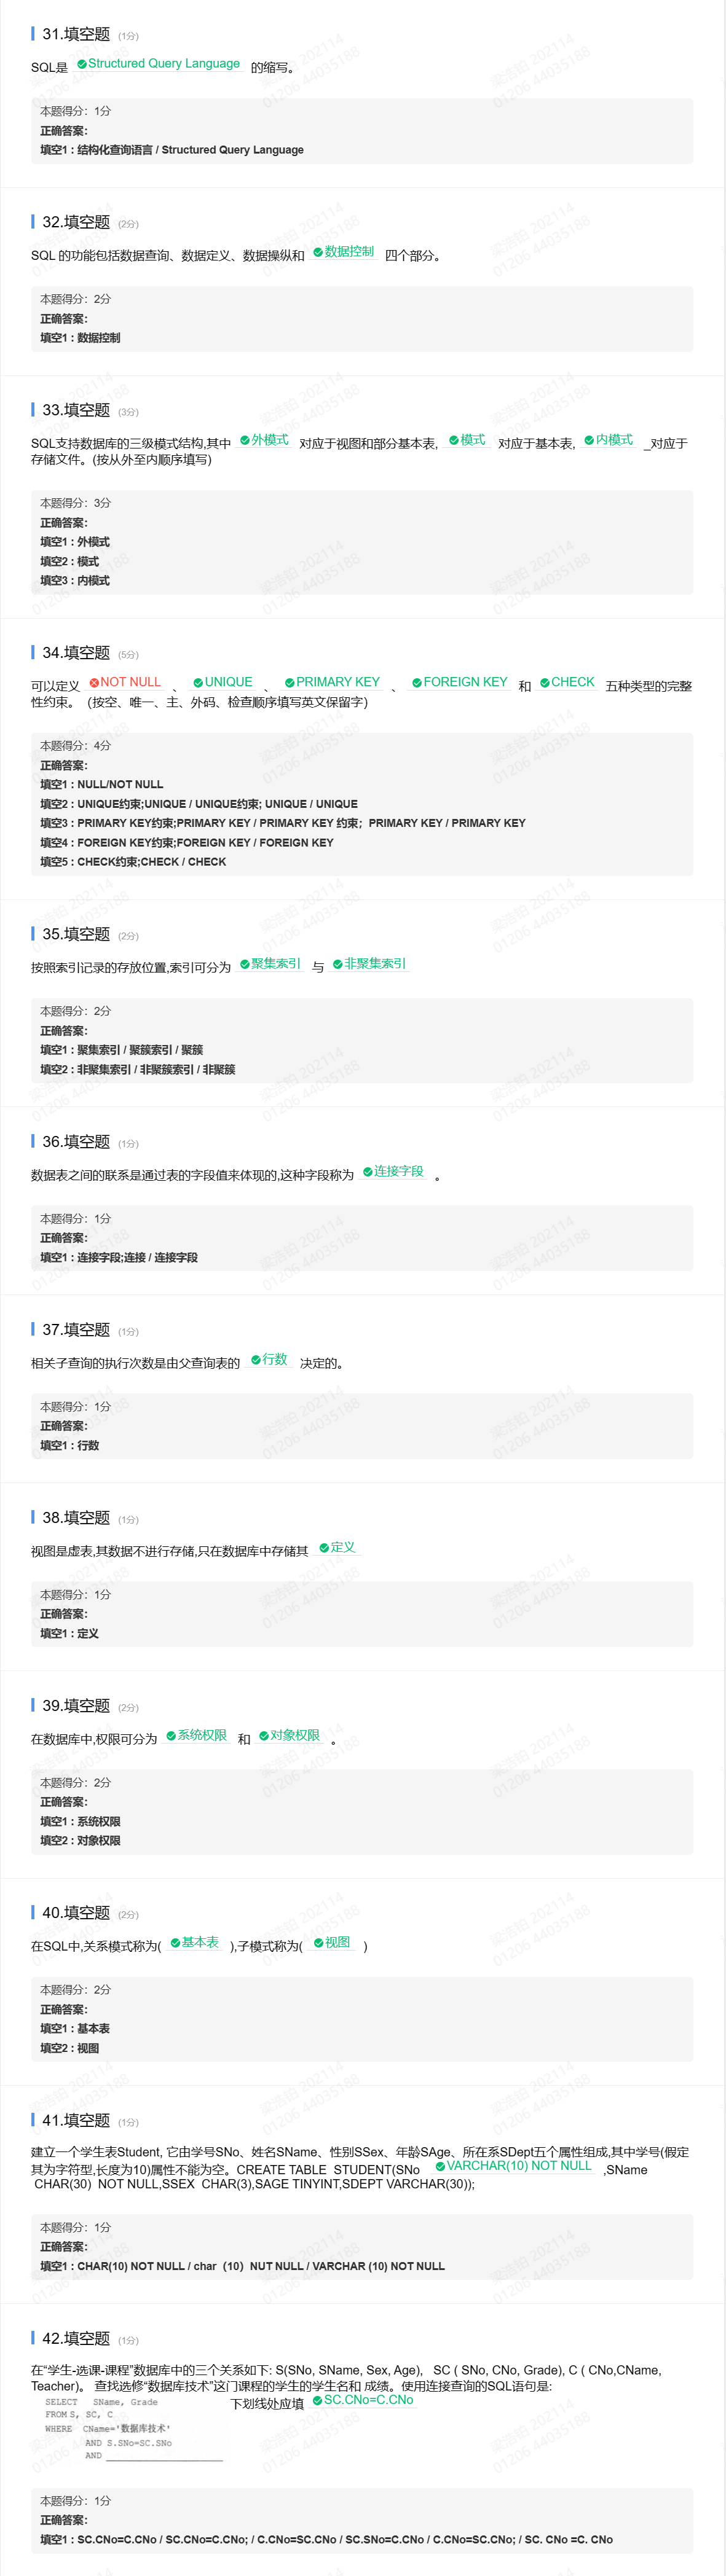 31.填空题 (1分)
SQL是 Structured Query Language 的缩写。
本题得分：1分
正确答案：
填空1：结构化查询语言 / Structured Query Language
32.填空题 (2分)
SQL 的功能包括数据查询、数据定义、数据操纵和 数据控制 四个部分。
本题得分：2分
正确答案：
填空1：数据控制
33.填空题 (3分)
SQL支持数据库的三级模式结构,其中 外模式 对应于视图和部分基本表, 模式 对应于基本表, 内模式 _对应于
存储文件。(按从外至内顺序填写)
本题得分：3分
正确答案：
填空1：外模式
填空2：模式
填空3：内模式
34.填空题 (5分)
可以定义 NOT NULL 、 UNIQUE 、 PRIMARY KEY 、 FOREIGN KEY 和 CHECK 五种类型的完整
性约束。（按空、唯一、主、外码、检查顺序填写英文保留字）
本题得分：4分
正确答案：
填空1：NULL/NOT NULL
填空2：UNIQUE约束;UNIQUE / UNIQUE约束; UNIQUE / UNIQUE
填空3：PRIMARY KEY约束;PRIMARY KEY / PRIMARY KEY 约束；PRIMARY KEY / PRIMARY KEY
填空4：FOREIGN KEY约束;FOREIGN KEY / FOREIGN KEY
填空5：CHECK约束;CHECK / CHECK
35.填空题 (2分)
按照索引记录的存放位置,索引可分为 聚集索引 与 非聚集索引
本题得分：2分
正确答案：
填空1：聚集索引 / 聚簇索引 / 聚簇
填空2：非聚集索引 / 非聚簇索引 / 非聚簇
36.填空题 (1分)
数据表之间的联系是通过表的字段值来体现的,这种字段称为 连接字段 。
本题得分：1分
正确答案：
填空1：连接字段;连接 / 连接字段
37.填空题 (1分)
相关子查询的执行次数是由父查询表的 行数 决定的。
本题得分：1分
正确答案：
填空1：行数
38.填空题 (1分)
视图是虚表,其数据不进行存储,只在数据库中存储其 定义
本题得分：1分
正确答案：
填空1：定义
39.填空题 (2分)
在数据库中,权限可分为 系统权限 和 对象权限 。
本题得分：2分
正确答案：
填空1：系统权限
填空2：对象权限
40.填空题 (2分)
在SQL中,关系模式称为( 基本表 ),子模式称为( 视图 )
本题得分：2分
正确答案：
填空1：基本表
填空2：视图
41.填空题 (1分)
建立一个学生表Student, 它由学号SNo、姓名SName、性别SSex、年龄SAge、所在系SDept五个属性组成,其中学号(假定
其为字符型,长度为10)属性不能为空。CREATE TABLE STUDENT(SNo VARCHAR(10) NOT NULL ,SName
CHAR(30）NOT NULL,SSEX CHAR(3),SAGE TINYINT,SDEPT VARCHAR(30));
本题得分：1分
正确答案：
填空1：CHAR(10) NOT NULL / char（10）NUT NULL / VARCHAR (10) NOT NULL
42.填空题 (1分)
在“学生-选课-课程”数据库中的三个关系如下: S(SNo, SName, Sex, Age), SC ( SNo, CNo, Grade), C ( CNo,CName,
Teacher)。 查找选修“数据库技术”这门课程的学生的学生名和 成绩。使用连接查询的SQL语句是:
SELECT SName, Grade
FROM S, SC, C
WHERE CName='数据库技术'
AND S.SNo=SC.SNo
AND ____________ 下划线处应填 SC.CNo=C.CNo
本题得分：1分
正确答案：
填空1：SC.CNo=C.CNo / SC.CNo=C.CNo; / C.CNo=SC.CNo / SC.SNo=C.CNo / C.CNo=SC.CNo; / SC. CNo =C. CNo
梁浩铂 202114
01206 44035188